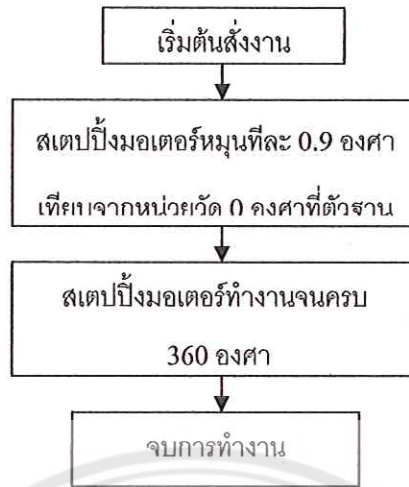 เริ่มต้นสั่งงาน
สเตปปิ้งมอเตอร์หมุนทีละ 0.9 องศา
เทียบจากหน่วยวัด 0 องศาที่ตัวฐาน
สเตปปิ้งมอเตอร์ทำงานจนครบ
360 องศา
จบการทำงาน